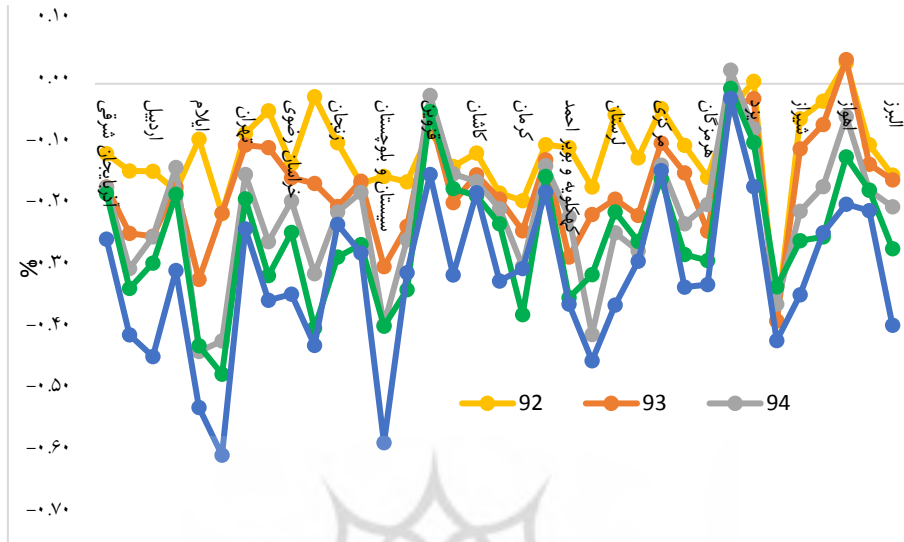 ۰.۱۰
۰.۰۰
-۰.۱۰
-۰.۲۰
-۰.۳۰
-۰.۴۰
-۰.۵۰
-۰.۶۰
-۰.۷۰
%
آذربایجان شرقی
اردبیل
ایلام
تهران
خراسان رضوی
زنجان
سیستان و بلوچستان
قزوین
کاشان
کرمان
کهکلویه و بویر احمد
لرستان
مرکزی
هرمزگان
یزد
شیراز
اهواز
البرز
92
93
94